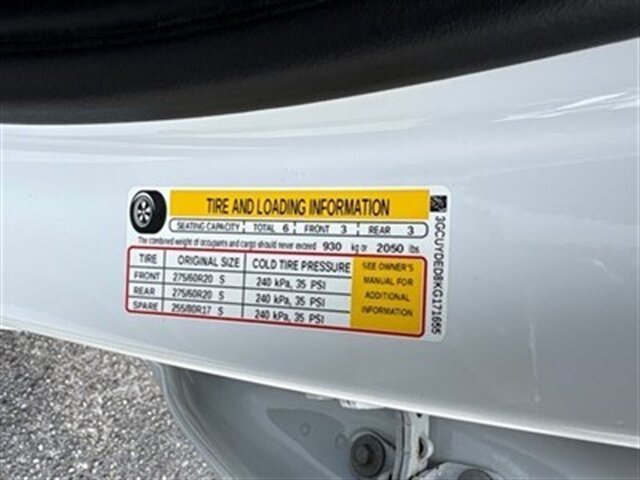 TIRE AND LOADING INFORMATION
SEATING CAPACITY TOTAL 6 FRONT 3 REAR 3
The combined weight of occupants and cargo should never exceed 930 kg or 2050 lbs
TIRE ORIGINAL SIZE COLD TIRE PRESSURE
FRONT 275/60R20 S 240 kPa, 35 PSI
REAR 275/60R20 S 240 kPa, 35 PSI
SPARE 255/80R17 S 240 kPa, 35 PSI
SEE OWNER'S
MANUAL FOR
ADDITIONAL
INFORMATION
3GCUYDED8KG171655